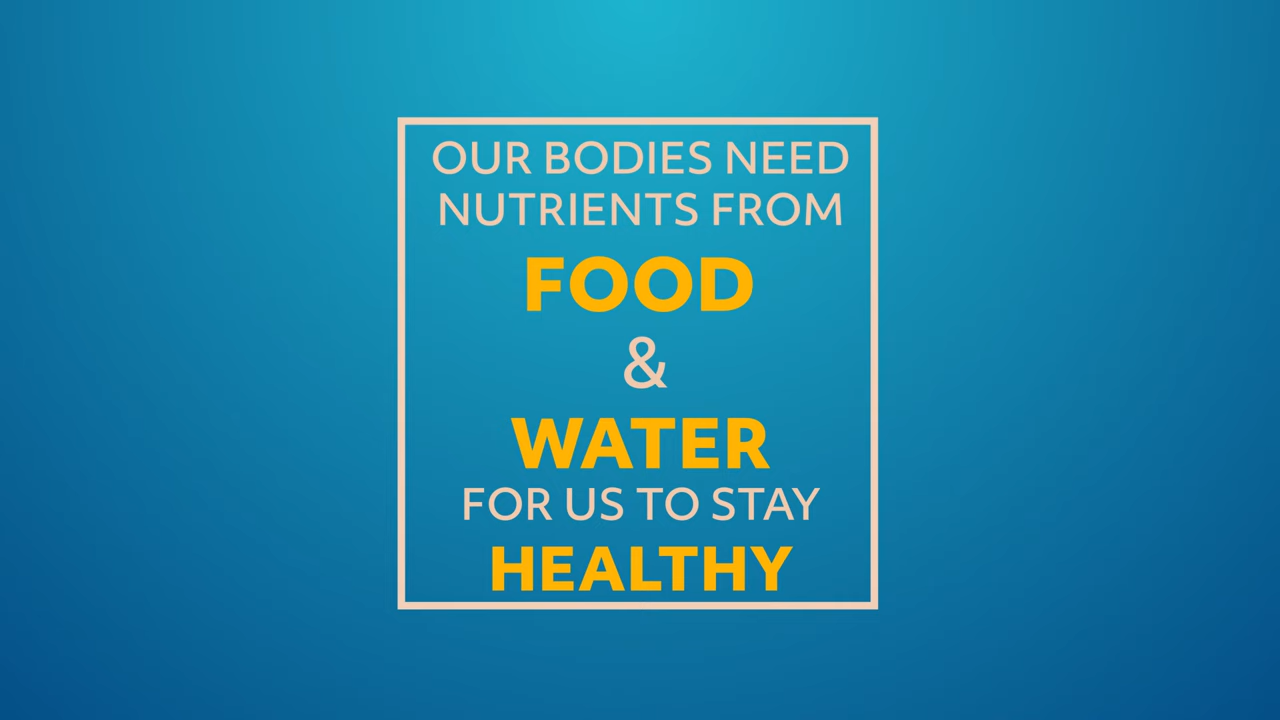 OUR BODIES NEED
NUTRIENTS FROM
FOOD
&
WATER
FOR US TO STAY
HEALTHY